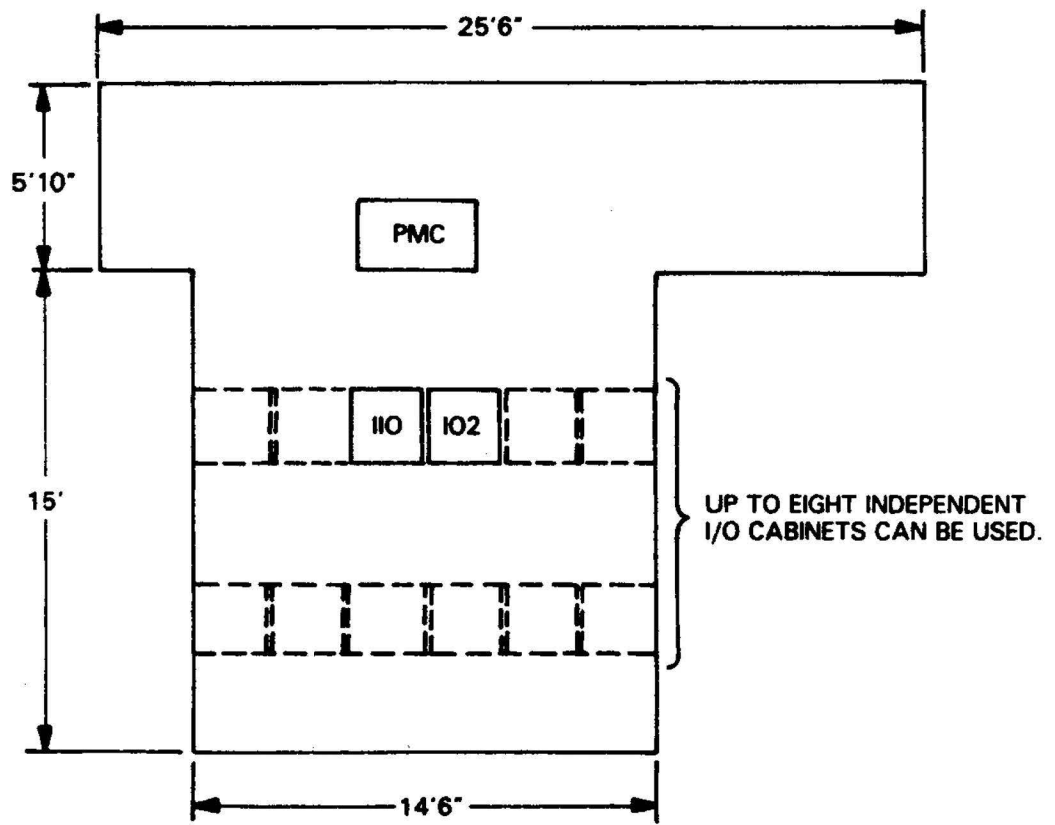 25'6"
5'10"
PMC
IIO
IO2
15'
UP TO EIGHT INDEPENDENT
I/O CABINETS CAN BE USED.
14'6"